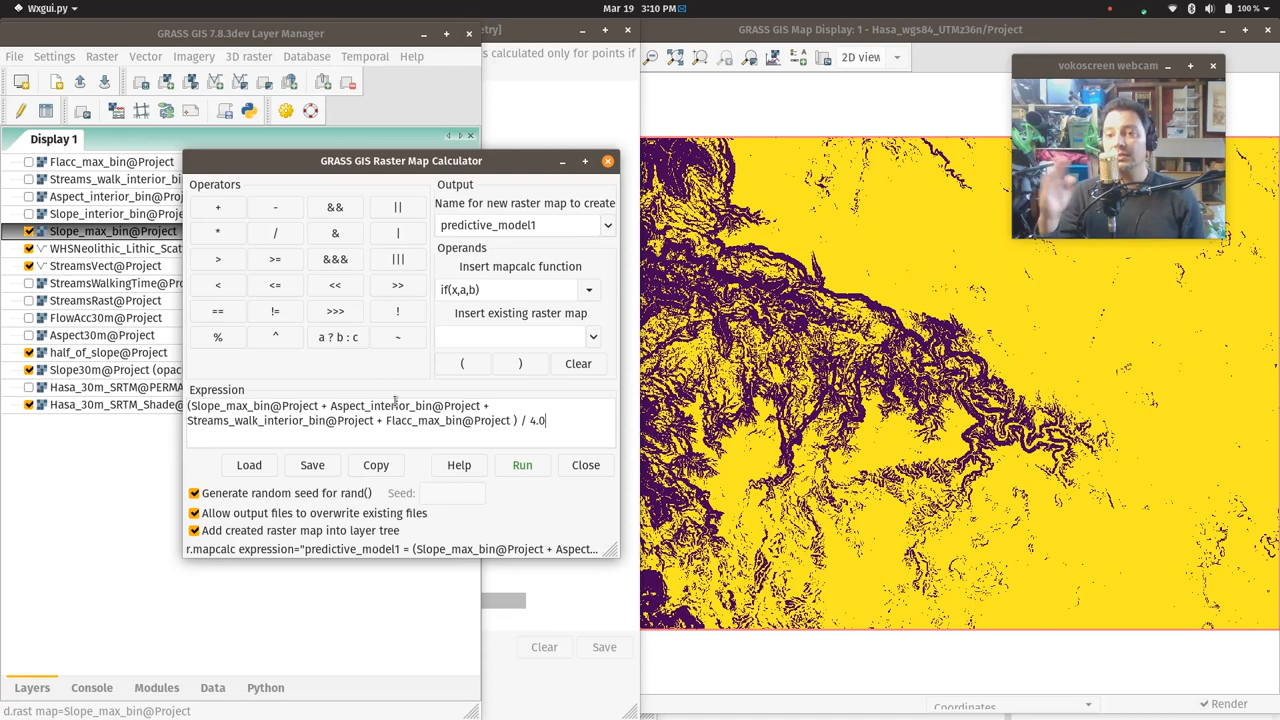 Wxgui.py
Mar 19 3:10 PM
100 %
GRASS GIS 7.8.3dev Layer Manager
File Settings Raster Vector Imagery 3D raster Database Temporal Help
Display 1
Flacc_max_bin@Project
Streams_walk_interior_bi
Aspect_interior_bin@Proj
Slope_interior_bin@Proje
Slope_max_bin@Project
WHSNeolithic_Lithic_Scat
StreamsVect@Project
StreamsWalkingTime@Pro
StreamsRast@Project
FlowAcc30m@Project
Aspect30m@Project
half_of_slope@Project
Slope30m@Project (opac
Hasa_30m_SRTM@PERMA
Hasa_30m_SRTM_Shade@
Layers Console Modules Data Python
d.rast map=Slope_max_bin@Project
etry]
s calculated only for points if
Clear Save
GRASS GIS Raster Map Calculator
Operators
+ - && ||
* / & |
> >= &&& |||
< <= << >>
== != >>> !
% ^ a ? b : c ~
Output
Name for new raster map to create
predictive_model1
Operands
Insert mapcalc function
if(x,a,b)
Insert existing raster map
( ) Clear
Expression
(Slope_max_bin@Project + Aspect_interior_bin@Project +
Streams_walk_interior_bin@Project + Flacc_max_bin@Project ) / 4.0
Load Save Copy Help Run Close
Generate random seed for rand() Seed:
Allow output files to overwrite existing files
Add created raster map into layer tree
r.mapcalc expression="predictive_model1 = (Slope_max_bin@Project + Aspect...
GRASS GIS Map Display: 1 - Hasa_wgs84_UTMz36n/Project
2D view
vokoscreen webcam
Coordinates
Render